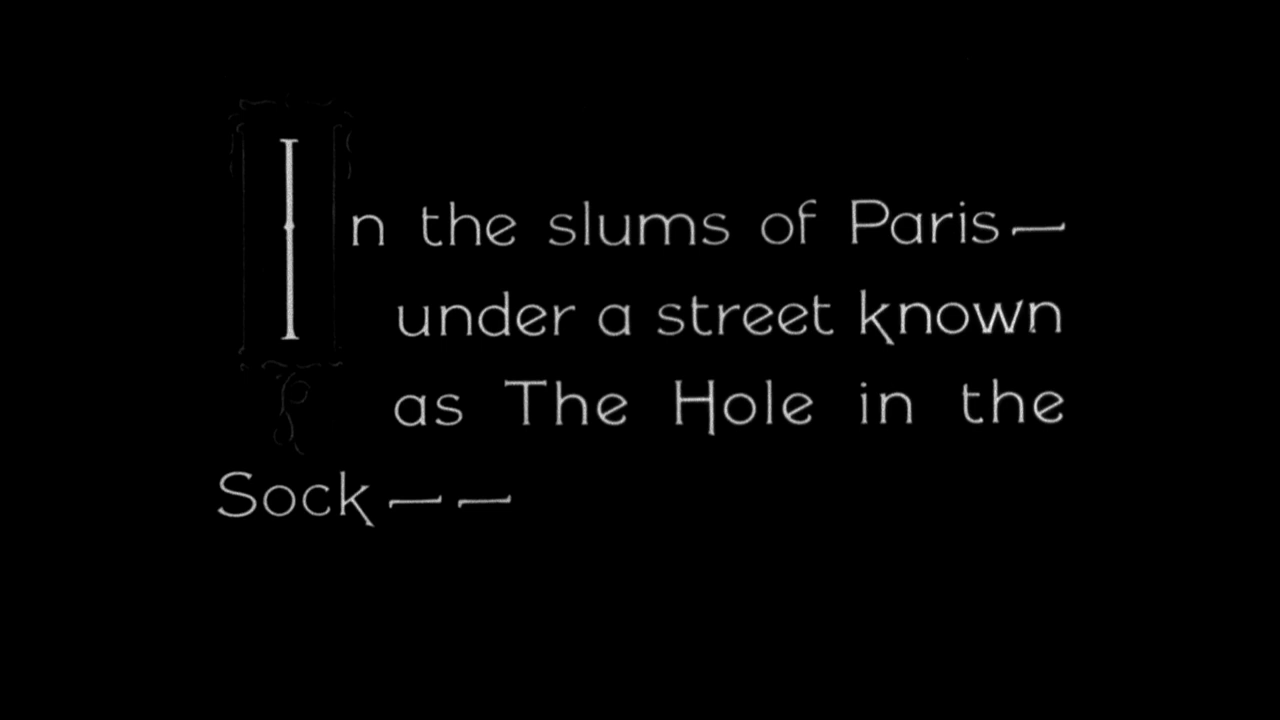 In the slums of Paris—
under a street known
as The Hole in the
Sock — —